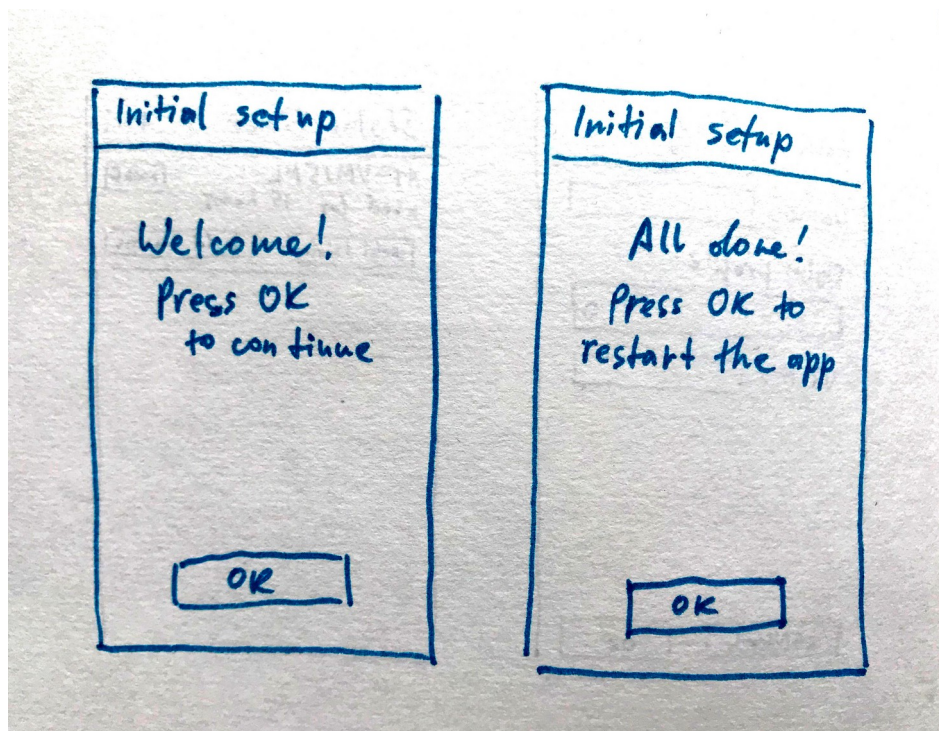 Initial setup
Welcome!
Press OK
to continue
OK
Initial setup
All done!
Press OK to
restart the app
OK